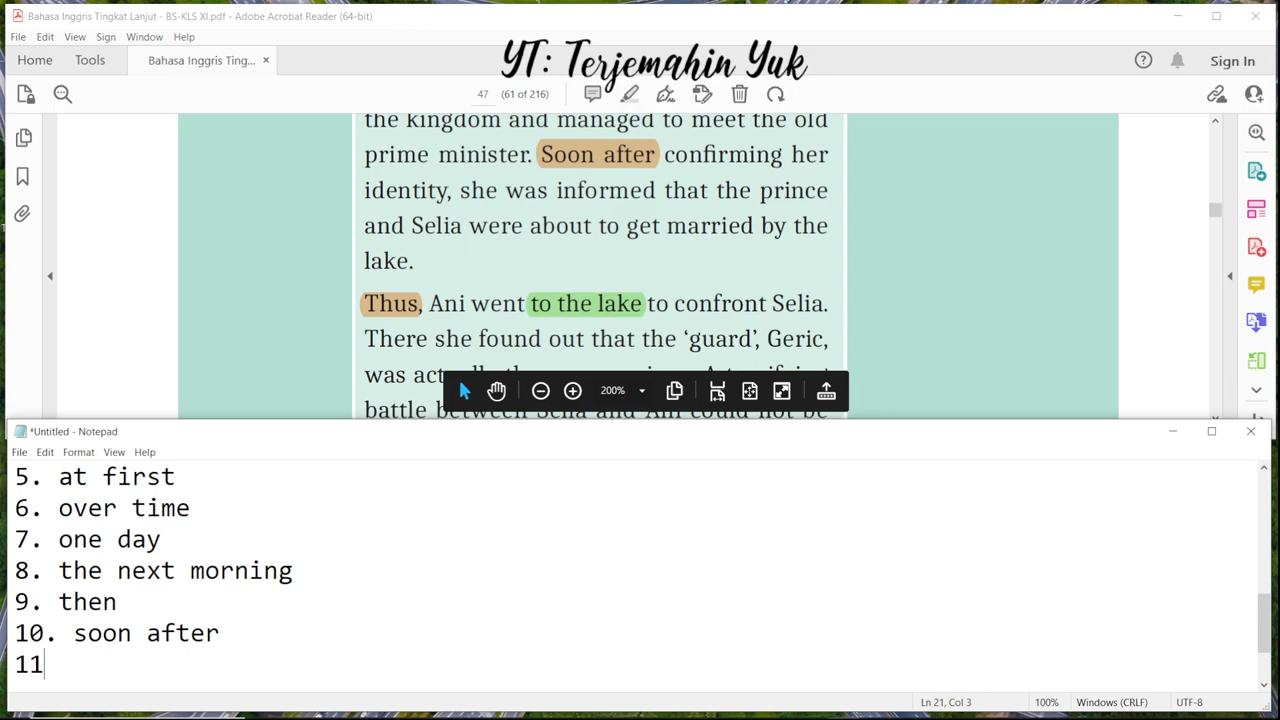 Bahasa Inggris Tingkat Lanjut - BS-KLS XI.pdf - Adobe Acrobat Reader (64-bit)
File Edit View Sign Window Help
YT: Terjemahin Yuk
Home Tools Bahasa Inggris Ting... × Sign In
47 (61 of 216)
the kingdom and managed to meet the old
prime minister. Soon after confirming her
identity, she was informed that the prince
and Selia were about to get married by the
lake.
Thus, Ani went to the lake to confront Selia.
There she found out that the ‘guard’, Geric,
was
200%
battle between Selia and Ani could not be
*Untitled - Notepad
File Edit Format View Help
5. at first
6. over time
7. one day
8. the next morning
9. then
10. soon after
11
Ln 21, Col 3 100% Windows (CRLF) UTF-8